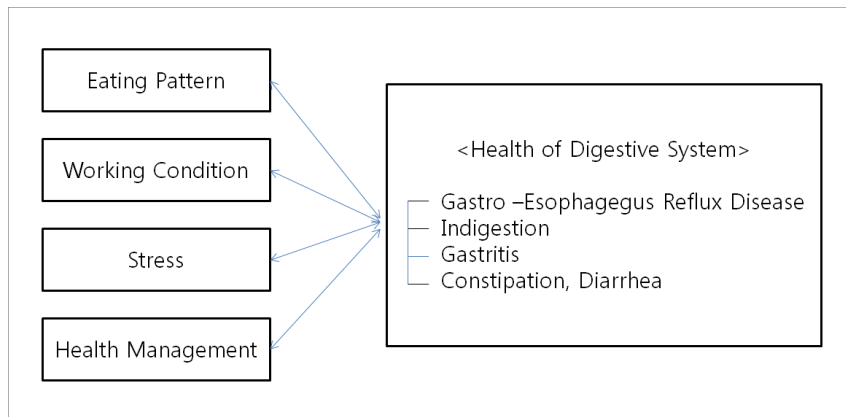 Eating Pattern
Working Condition
Stress
Health Management
<Health of Digestive System>
Gastro –Esophagegus Reflux Disease
Indigestion
Gastritis
Constipation, Diarrhea